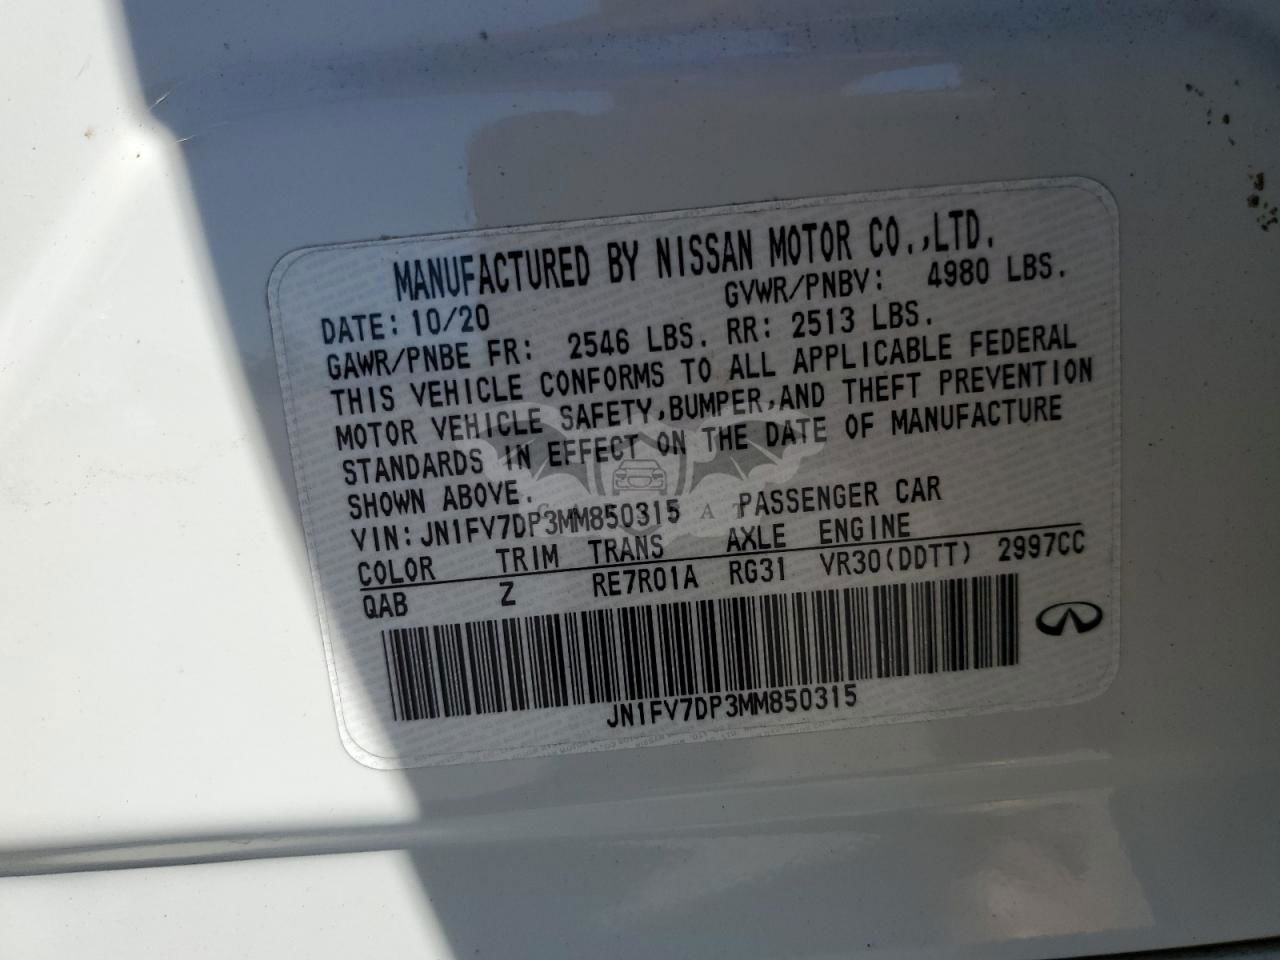 MANUFACTURED BY NISSAN MOTOR CO.,LTD.
DATE: 10/20 GVWR/PNBV: 4980 LBS.
GAWR/PNBE FR: 2546 LBS. RR: 2513 LBS.
THIS VEHICLE CONFORMS TO ALL APPLICABLE FEDERAL
MOTOR VEHICLE SAFETY,BUMPER,AND THEFT PREVENTION
STANDARDS IN EFFECT ON THE DATE OF MANUFACTURE
SHOWN ABOVE.
VIN: JN1FV7DP3MM850315 PASSENGER CAR
COLOR TRIM TRANS AXLE ENGINE
QAB Z RE7R01A RG31 VR30(DDTT) 2997CC
JN1FV7DP3MM850315